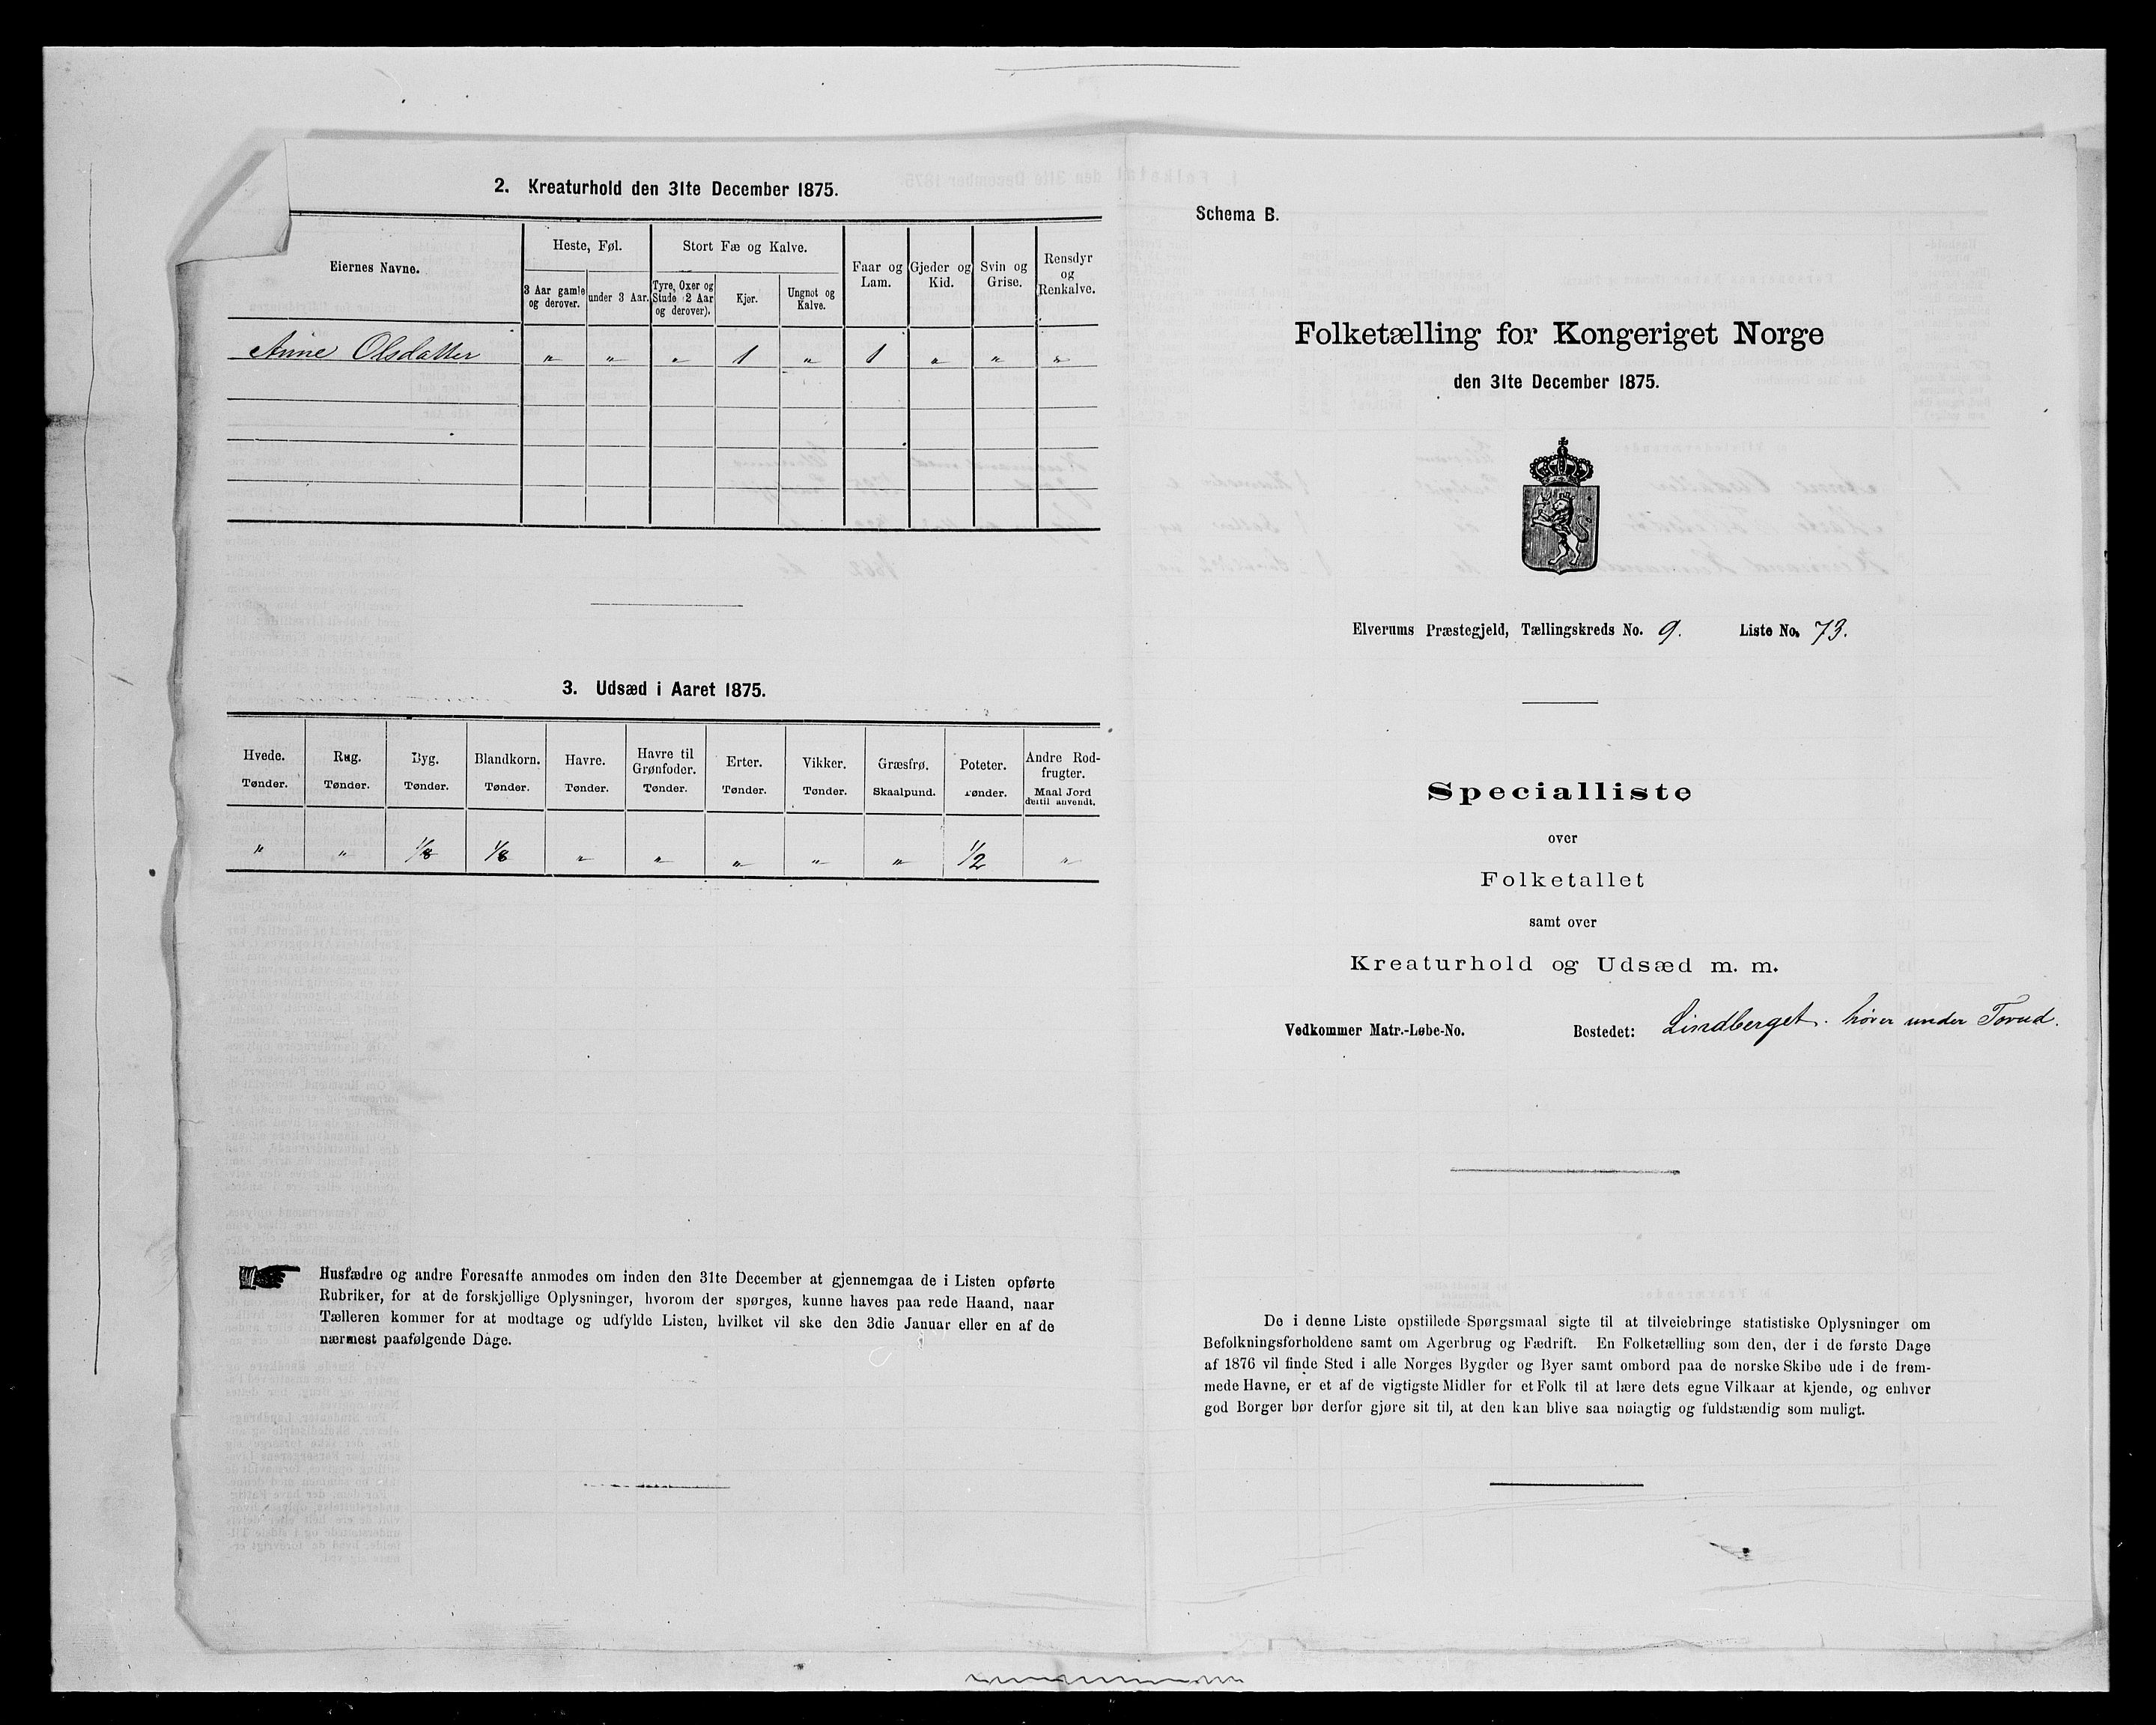 2. Kreaturhold den 31te December 1875.
Eiernes Navne.
Heste, Føl.
Stort Fæ og Kalve.
Faar og Lam.
Gjeder og Kid.
Svin og Grise.
Rensdyr og Renkalve.
3 Aar gamle og derover.
under 3 Aar.
Tyre, Oxer og Stude (2 Aar og derover).
Kjør.
Ungnot og Kalve.
Anne Olsdatter " " " 1 " 1 " " "
3. Udsæd i Aaret 1875.
Hvede. Rug. Byg. Blandkorn. Havre. Havre til Grønfoder. Erter. Vikker. Græsfrø. Poteter. Andre Rodfrugter.
Tønder. Tønder. Tønder. Tønder. Tønder. Tønder. Tønder. Tønder. Skaalpund. Tønder. Maal Jord dertil anvendt.
" " 1/8 1/8 " " " " " 1/2 "
Husfædre og andre Foresatte anmodes om inden den 31te December at gjennemgaa de i Listen opførte
Rubriker, for at de forskjellige Oplysninger, hvorom der spørges, kunne haves paa rede Haand, naar
Tælleren kommer for at modtage og udfylde Listen, hvilket vil ske den 3die Januar eller en af de
nærmest paafølgende Dage.
Schema B.
Folketælling for Kongeriget Norge
den 31te December 1875.
Elverums Præstegjeld, Tællingskreds No. 9. Liste No. 73.
Specialliste
over
Folketallet
samt over
Kreaturhold og Udsæd m. m.
Vedkommer Matr.-Løbe-No. Bostedet: Lindberget. hører under Torud.
De i denne Liste opstillede Spørgsmaal sigte til at tilveiebringe statistiske Oplysninger om
Befolkningsforholdene samt om Agerbrug og Fædrift. En Folketælling som den, der i de første Dage
af 1876 vil finde Sted i alle Norges Bygder og Byer samt ombord paa de norske Skibe ude i de frem-
mede Havne, er et af de vigtigste Midler for et Folk til at lære dets egne Vilkaar at kjende, og enhver
god Borger bør derfor gjøre sit til, at den kan blive saa nøiagtig og fuldstændig som muligt.